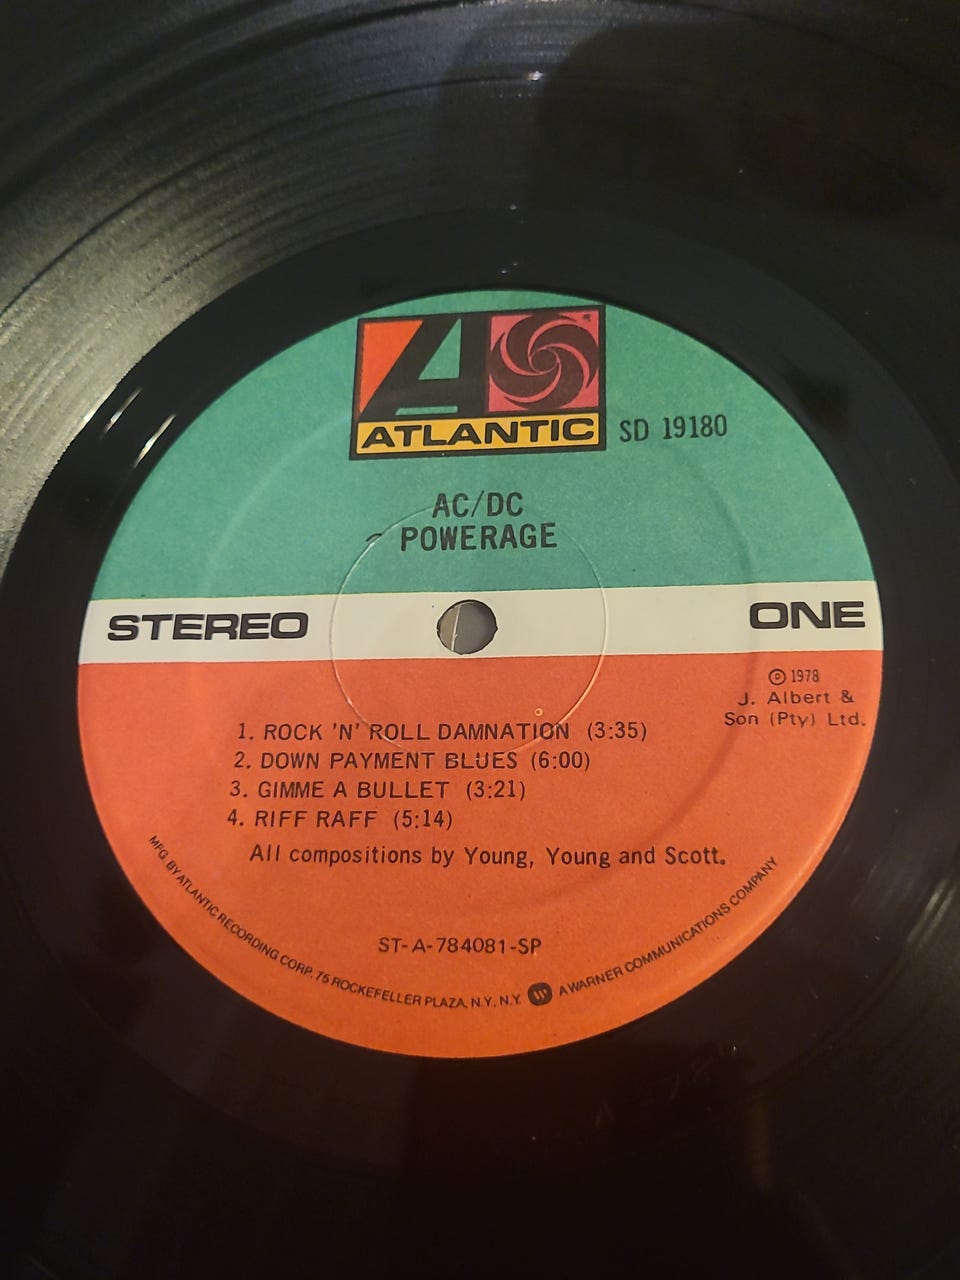 ATLANTIC
SD 19180
AC/DC
POWERAGE
STEREO
ONE
Ⓟ 1978
J. Albert &
Son (Pty) Ltd.
1. ROCK 'N' ROLL DAMNATION (3:35)
2. DOWN PAYMENT BLUES (6:00)
3. GIMME A BULLET (3:21)
4. RIFF RAFF (5:14)
All compositions by Young, Young and Scott.
ST-A-784081-SP
MFG. BY ATLANTIC RECORDING CORP. 75 ROCKEFELLER PLAZA, N.Y., N.Y. W A WARNER COMMUNICATIONS COMPANY